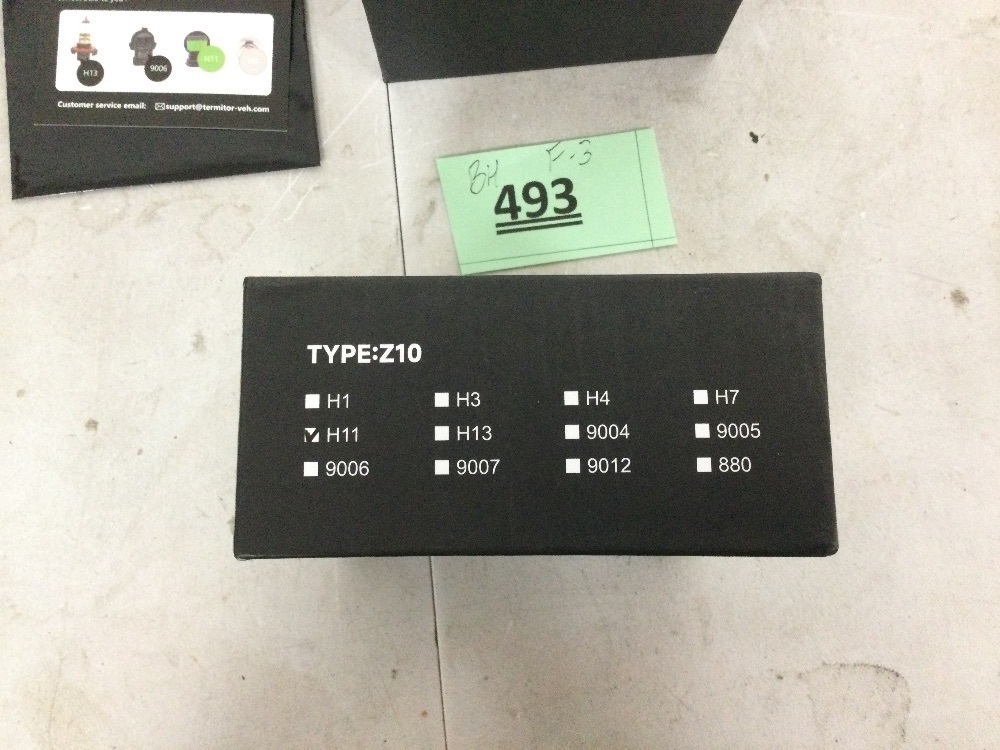 H13 9006 H11
Customer service email: support@termitor-veh.com
BH F-3
493
TYPE:Z10
H1 H3 H4 H7
H11 H13 9004 9005
9006 9007 9012 880